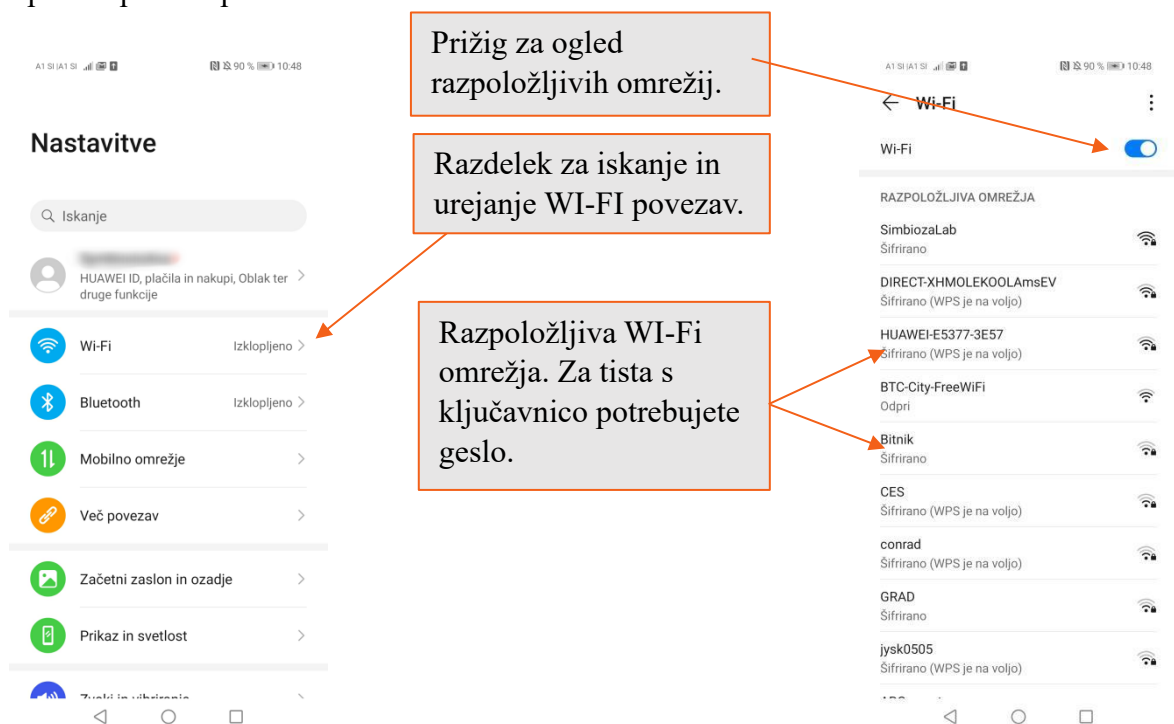 A1 SI |A1 SI 90 % 10:48
Nastavitve
Iskanje
HUAWEI ID, plačila in nakupi, Oblak ter
druge funkcije
Wi-Fi Izklopljeno
Bluetooth Izklopljeno
Mobilno omrežje
Več povezav
Začetni zaslon in ozadje
Prikaz in svetlost
Prižig za ogled
razpoložljivih omrežij.
Razdelek za iskanje in
urejanje WI-FI povezav.
Razpoložljiva WI-Fi
omrežja. Za tista s
ključavnico potrebujete
geslo.
A1 SI |A1 SI 90 % 10:48
Wi-Fi
Wi-Fi
RAZPOLOŽLJIVA OMREŽJA
SimbiozaLab
Šifrirano
DIRECT-XHMOLEKOOLAmsEV
Šifrirano (WPS je na voljo)
HUAWEI-E5377-3E57
Šifrirano (WPS je na voljo)
BTC-City-FreeWiFi
Odpri
Bitnik
Šifrirano
CES
Šifrirano (WPS je na voljo)
conrad
Šifrirano (WPS je na voljo)
GRAD
Šifrirano
jysk0505
Šifrirano (WPS je na voljo)